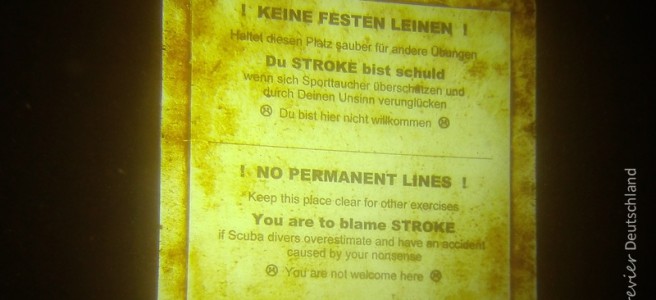 ! KEINE FESTEN LEINEN !
Haltet diesen Platz sauber für andere Übungen
Du STROKE bist schuld
wenn sich Sporttaucher überschätzen und
durch Deinen Unsinn verunglücken
☹ Du bist hier nicht willkommen ☹
! NO PERMANENT LINES !
Keep this place clear for other exercises
You are to blame STROKE
if Scuba divers overestimate and have an accident
caused by your nonsense
☹ You are not welcome here ☹
Deutschland